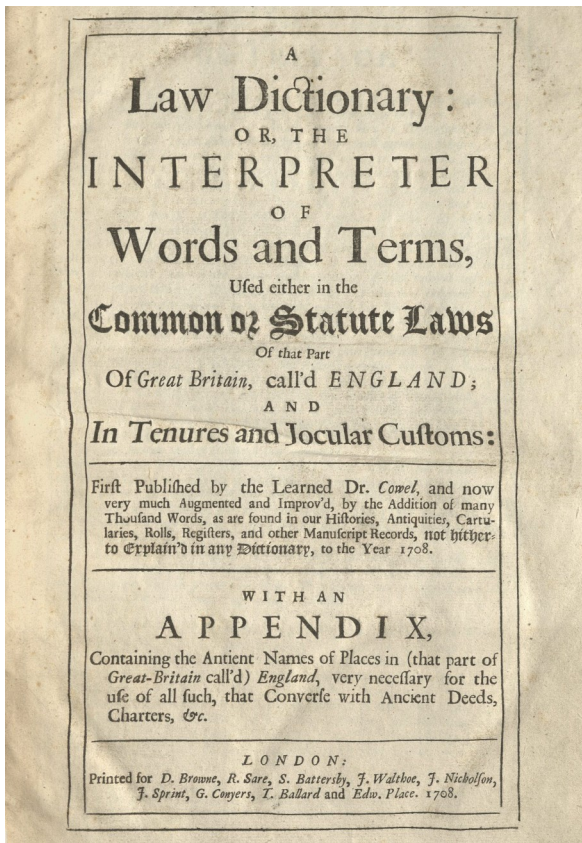 A
Law Dictionary:
OR, THE
INTERPRETER
OF
Words and Terms,
Uſed either in the
Common or Statute Laws
Of that Part
Of Great Britain, call'd ENGLAND;
AND
In Tenures and Jocular Cuſtoms:
Firſt Publiſhed by the Learned Dr. Cowel, and now
very much Augmented and Improv'd, by the Addition of many
Thouſand Words, as are found in our Hiſtories, Antiquities, Cartu-
laries, Rolls, Regiſters, and other Manuſcript Records, not hither-
to Explain'd in any Dictionary, to the Year 1708.
WITH AN
APPENDIX,
Containing the Antient Names of Places in (that part of
Great-Britain call'd) England, very neceſſary for the
uſe of all ſuch, that Converſe with Ancient Deeds,
Charters, &c.
LONDON:
Printed for D. Browne, R. Sare, S. Battersby, J. Walthoe, J. Nicholſon,
J. Sprint, G. Conyers, T. Ballard and Edw. Place. 1708.